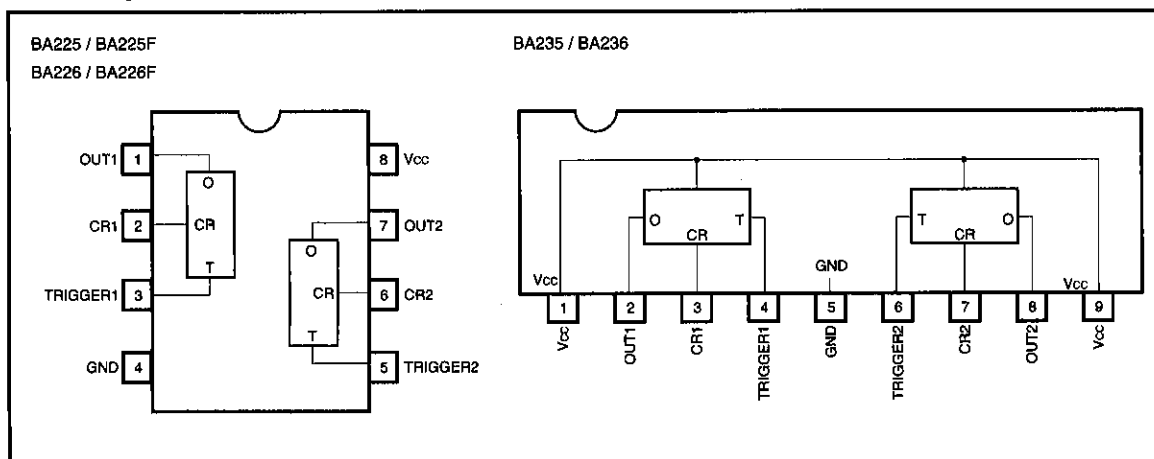 BA225 / BA225F
BA226 / BA226F
OUT1 1
CR1 2
TRIGGER1 3
GND 4
8 Vcc
7 OUT2
6 CR2
5 TRIGGER2
O
CR
T
O
CR
T
BA235 / BA236
O T
CR
T O
CR
Vcc
GND
Vcc
1 2 3 4 5 6 7 8 9
Vcc
OUT1
CR1
TRIGGER1
GND
TRIGGER2
CR2
OUT2
Vcc